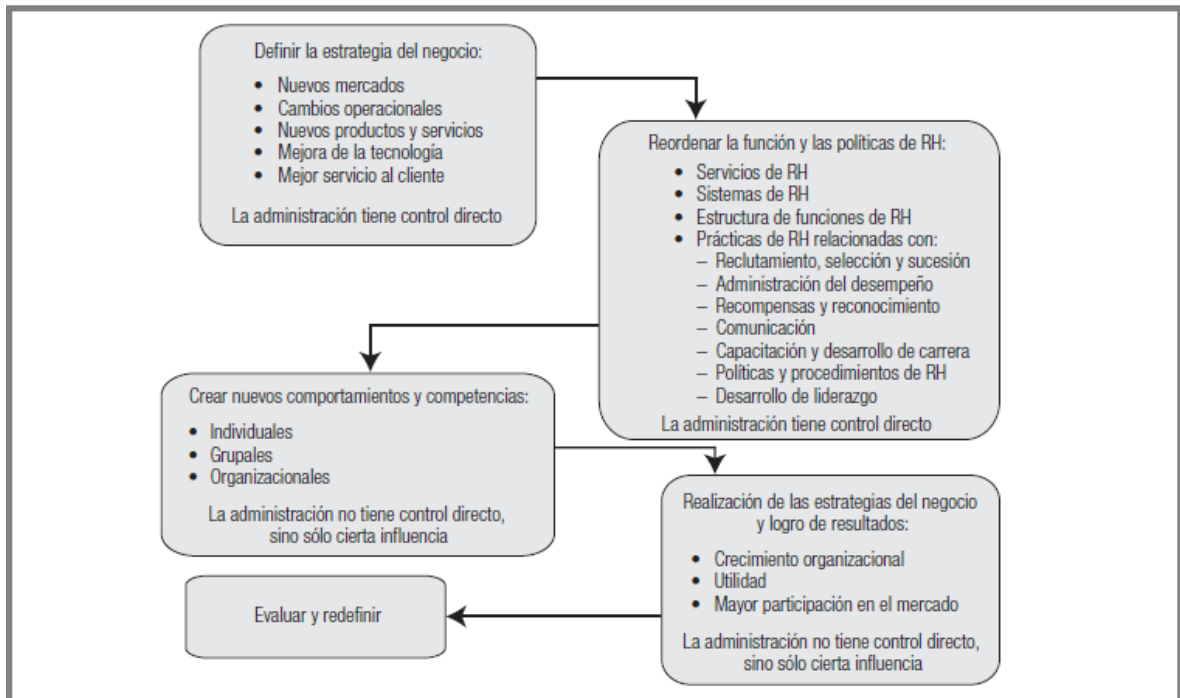 Definir la estrategia del negocio:
• Nuevos mercados
• Cambios operacionales
• Nuevos productos y servicios
• Mejora de la tecnología
• Mejor servicio al cliente
La administración tiene control directo
Reordenar la función y las políticas de RH:
• Servicios de RH
• Sistemas de RH
• Estructura de funciones de RH
• Prácticas de RH relacionadas con:
– Reclutamiento, selección y sucesión
– Administración del desempeño
– Recompensas y reconocimiento
– Comunicación
– Capacitación y desarrollo de carrera
– Políticas y procedimientos de RH
– Desarrollo de liderazgo
La administración tiene control directo
Crear nuevos comportamientos y competencias:
• Individuales
• Grupales
• Organizacionales
La administración no tiene control directo,
sino sólo cierta influencia
Realización de las estrategias del negocio
y logro de resultados:
• Crecimiento organizacional
• Utilidad
• Mayor participación en el mercado
La administración no tiene control directo,
sino sólo cierta influencia
Evaluar y redefinir